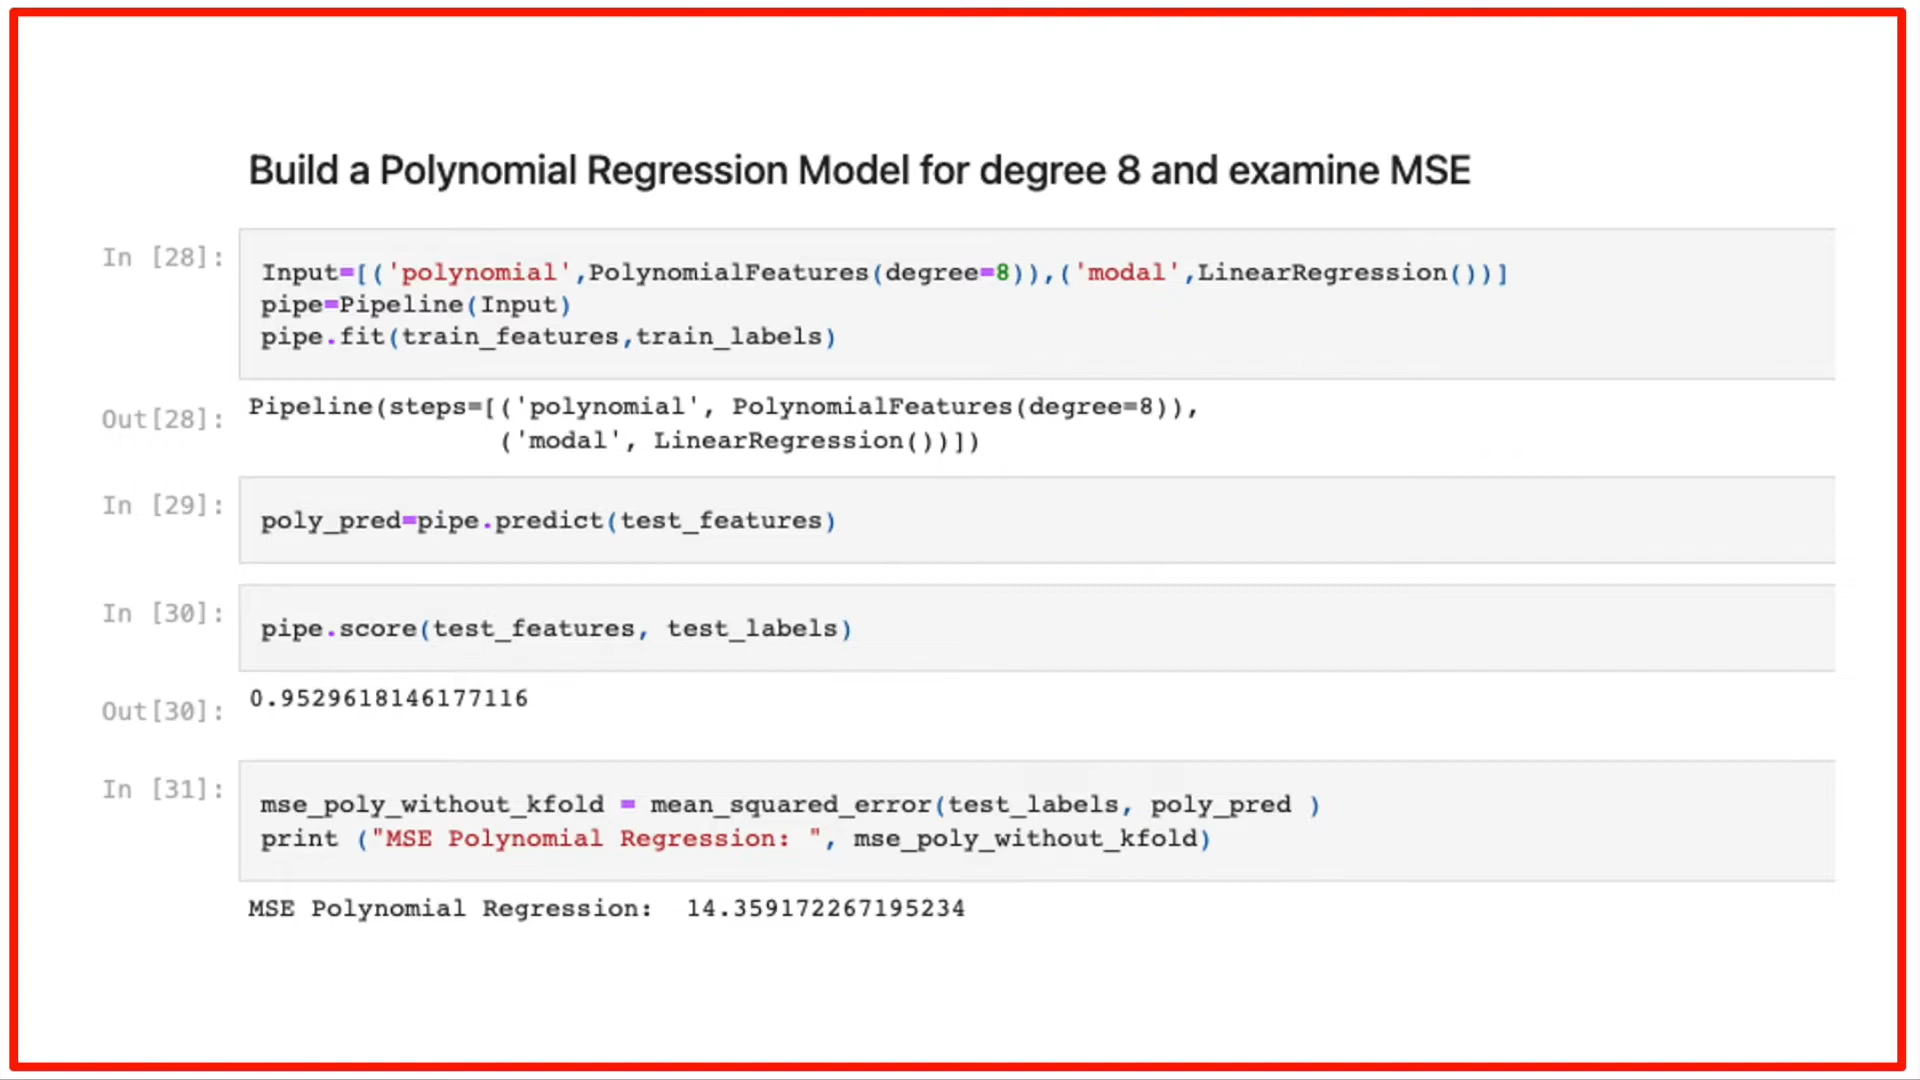 Build a Polynomial Regression Model for degree 8 and examine MSE
In [28]:
Input=[('polynomial',PolynomialFeatures(degree=8)),('modal',LinearRegression())]
pipe=Pipeline(Input)
pipe.fit(train_features,train_labels)
Out[28]:
Pipeline(steps=[('polynomial', PolynomialFeatures(degree=8)),
('modal', LinearRegression())])
In [29]:
poly_pred=pipe.predict(test_features)
In [30]:
pipe.score(test_features, test_labels)
Out[30]:
0.9529618146177116
In [31]:
mse_poly_without_kfold = mean_squared_error(test_labels, poly_pred )
print ("MSE Polynomial Regression: ", mse_poly_without_kfold)
MSE Polynomial Regression:  14.359172267195234